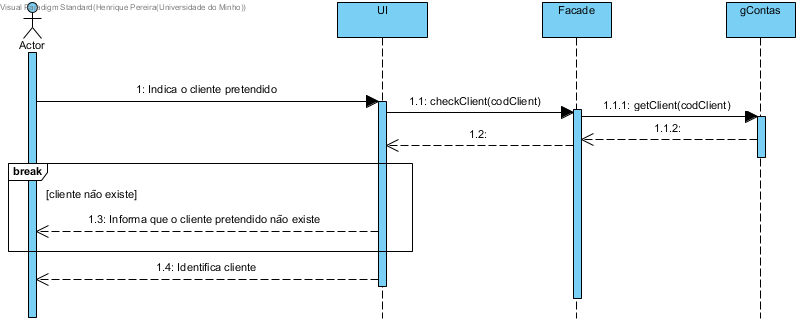 Visual Paradigm Standard(Henrique Pereira(Universidade do Minho))
UI
Facade
gContas
Actor
1: Indica o cliente pretendido
1.1: checkClient(codClient)
1.1.1: getClient(codClient)
1.1.2:
1.2:
break
[cliente não existe]
1.3: Informa que o cliente pretendido não existe
1.4: Identifica cliente